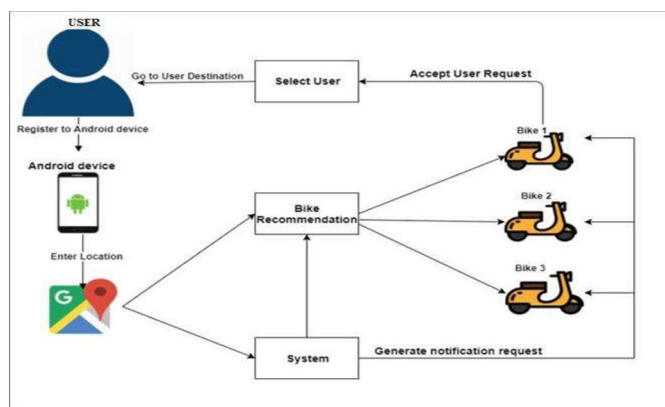 USER
Go to User Destination
Select User
Accept User Request
Register to Android device
Bike 1
Android device
Bike 2
Bike
Recommendation
Enter Location
Bike 3
G
System
Generate notification request